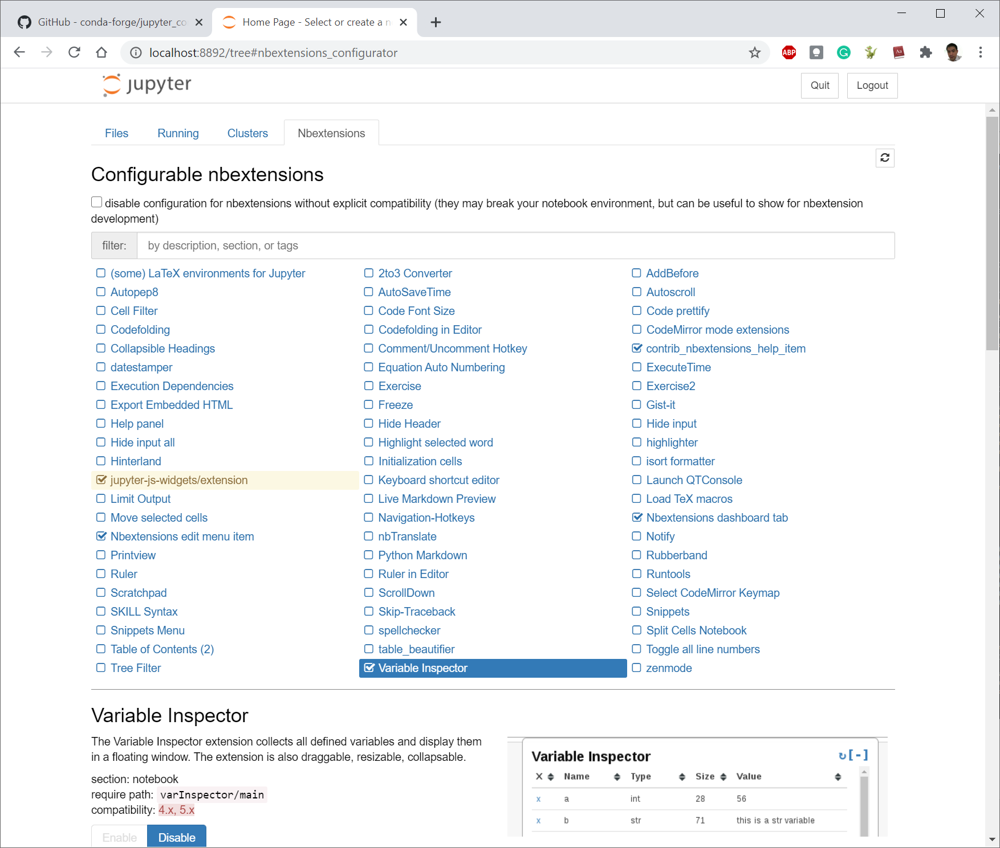 GitHub - conda-forge/jupyter_co
Home Page - Select or create a n
localhost:8892/tree#nbextensions_configurator
ABP
jupyter
Quit
Logout
Files
Running
Clusters
Nbextensions
Configurable nbextensions
disable configuration for nbextensions without explicit compatibility (they may break your notebook environment, but can be useful to show for nbextension
development)
filter:
by description, section, or tags
(some) LaTeX environments for Jupyter
2to3 Converter
AddBefore
Autopep8
AutoSaveTime
Autoscroll
Cell Filter
Code Font Size
Code prettify
Codefolding
Codefolding in Editor
CodeMirror mode extensions
Collapsible Headings
Comment/Uncomment Hotkey
contrib_nbextensions_help_item
datestamper
Equation Auto Numbering
ExecuteTime
Execution Dependencies
Exercise
Exercise2
Export Embedded HTML
Freeze
Gist-it
Help panel
Hide Header
Hide input
Hide input all
Highlight selected word
highlighter
Hinterland
Initialization cells
isort formatter
jupyter-js-widgets/extension
Keyboard shortcut editor
Launch QTConsole
Limit Output
Live Markdown Preview
Load TeX macros
Move selected cells
Navigation-Hotkeys
Nbextensions dashboard tab
Nbextensions edit menu item
nbTranslate
Notify
Printview
Python Markdown
Rubberband
Ruler
Ruler in Editor
Runtools
Scratchpad
ScrollDown
Select CodeMirror Keymap
SKILL Syntax
Skip-Traceback
Snippets
Snippets Menu
spellchecker
Split Cells Notebook
Table of Contents (2)
table_beautifier
Toggle all line numbers
Tree Filter
Variable Inspector
zenmode
Variable Inspector
The Variable Inspector extension collects all defined variables and display them
in a floating window. The extension is also draggable, resizable, collapsable.
section: notebook
require path: varInspector/main
compatibility: 4.x, 5.x
Enable
Disable
Variable Inspector
[-]
X Name Type Size Value
x a int 28 56
x b str 71 this is a str variable